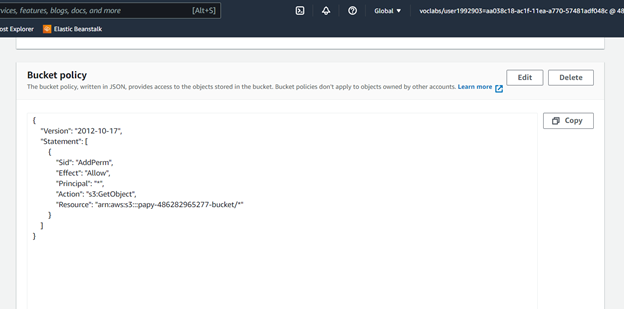 rvices, features, blogs, docs, and more [Alt+S] Global ▼ voclabs/user1992903=aa038c18-ac1f-11ea-a770-57481adf048c @ 48
ost Explorer Elastic Beanstalk
Bucket policy Edit Delete
The bucket policy, written in JSON, provides access to the objects stored in the bucket. Bucket policies don't apply to objects owned by other accounts. Learn more
Copy
{
"Version": "2012-10-17",
"Statement": [
{
"Sid": "AddPerm",
"Effect": "Allow",
"Principal": "*",
"Action": "s3:GetObject",
"Resource": "arn:aws:s3:::papy-486282965277-bucket/*"
}
]
}